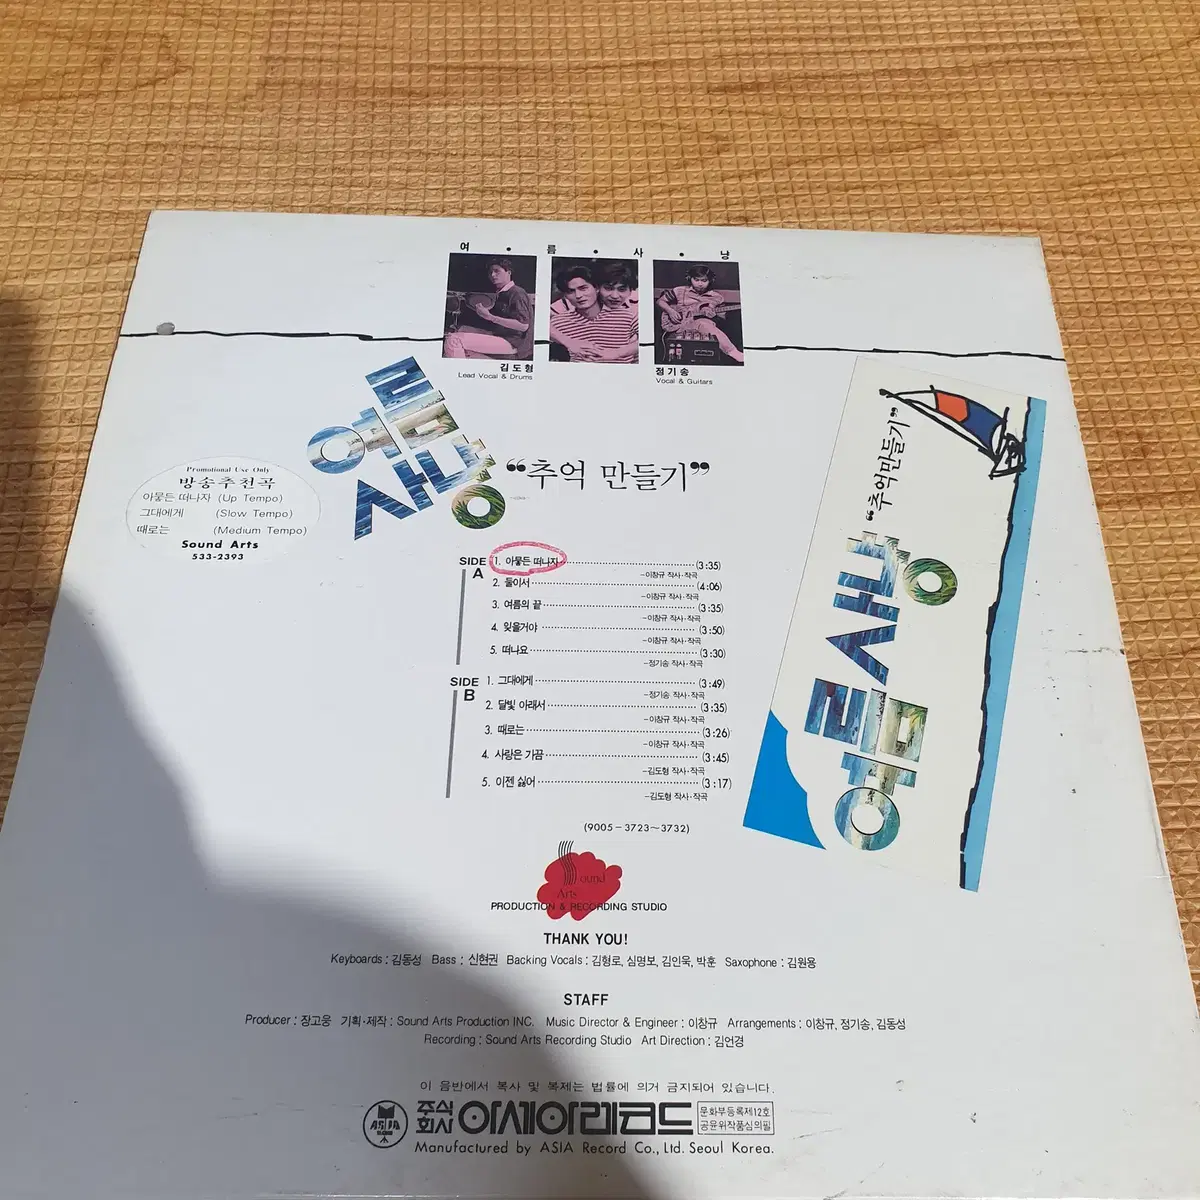 여 • 름 • 사 • 냥
김도형
Lead Vocal & Drums
정기송
Vocal & Guitars
여름
사냥
“추억 만들기”
Promotional Use Only
방송추천곡
아뭏든 떠나자 (Up Tempo)
그대에게 (Slow Tempo)
때로는 (Medium Tempo)
Sound Arts
533-2393
“추억만들기”
여름사냥
SIDE A
1. 아뭏든 떠나자 (3:35)
–이창규 작사·작곡
2. 둘이서 (4:06)
–이창규 작사·작곡
3. 여름의 끝 (3:35)
–이창규 작사·작곡
4. 잊을거야 (3:50)
–이창규 작사·작곡
5. 떠나요 (3:30)
–정기송 작사·작곡
SIDE B
1. 그대에게 (3:49)
–정기송 작사·작곡
2. 달빛 아래서 (3:35)
–이창규 작사·작곡
3. 때로는 (3:26)
–이창규 작사·작곡
4. 사랑은 가끔 (3:45)
–김도형 작사·작곡
5. 이젠 싫어 (3:17)
–김도형 작사·작곡
(9005-3723~3732)
Sound
Arts
PRODUCTION & RECORDING STUDIO
THANK YOU!
Keyboards : 김동성 Bass : 신현권 Backing Vocals : 김형로, 심명보, 김인욱, 박훈 Saxophone : 김원용
STAFF
Producer : 장고웅 기획·제작 : Sound Arts Production INC. Music Director & Engineer : 이창규 Arrangements : 이창규, 정기송, 김동성
Recording : Sound Arts Recording Studio Art Direction : 김언경
이 음반에서 복사 및 복제는 법률에 의거 금지되어 있습니다.
ASIA
주식회사 아세아레코드
문화부등록제12호
공윤위작품심의필
Manufactured by ASIA Record Co., Ltd. Seoul Korea.